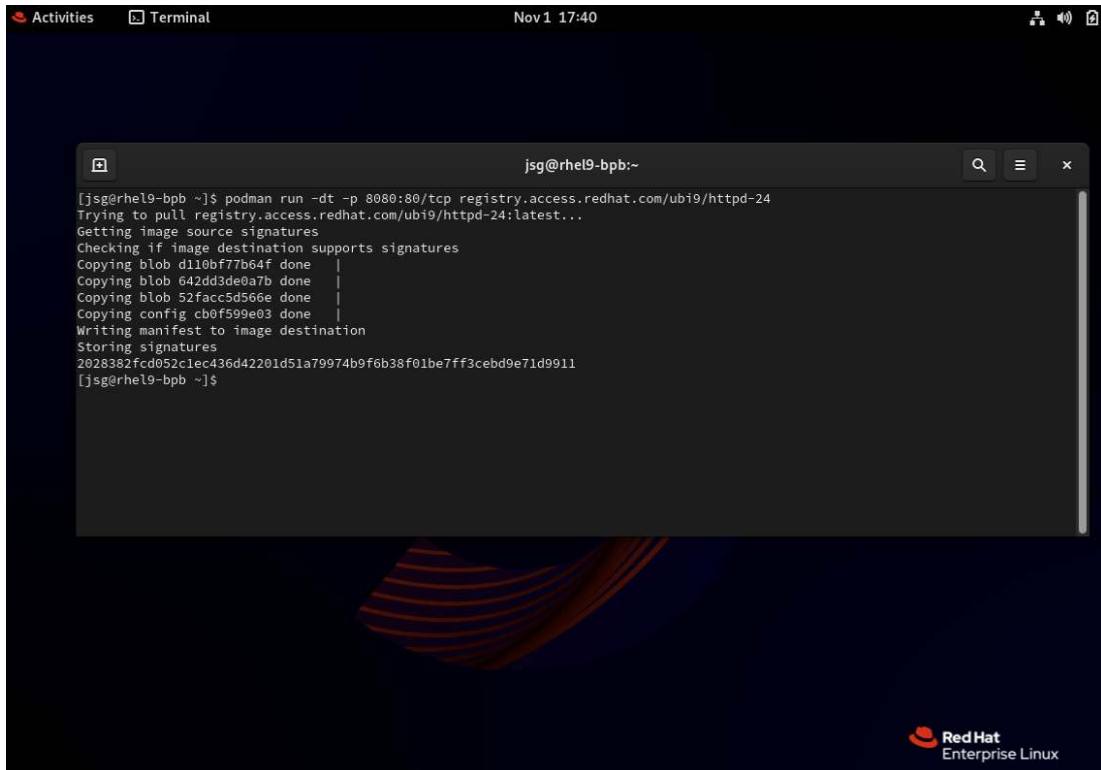 Activities Terminal Nov 1 17:40
jsg@rhel9-bpb:~
[jsg@rhel9-bpb ~]$ podman run -dt -p 8080:80/tcp registry.access.redhat.com/ubi9/httpd-24
Trying to pull registry.access.redhat.com/ubi9/httpd-24:latest...
Getting image source signatures
Checking if image destination supports signatures
Copying blob d110bf77b64f done |
Copying blob 642dd3de0a7b done |
Copying blob 52facc5d566e done |
Copying config cb0f599e03 done |
Writing manifest to image destination
Storing signatures
2028382fcd052c1ec436d42201d51a79974b9f6b38f01be7ff3cebd9e71d9911
[jsg@rhel9-bpb ~]$
Red Hat
Enterprise Linux